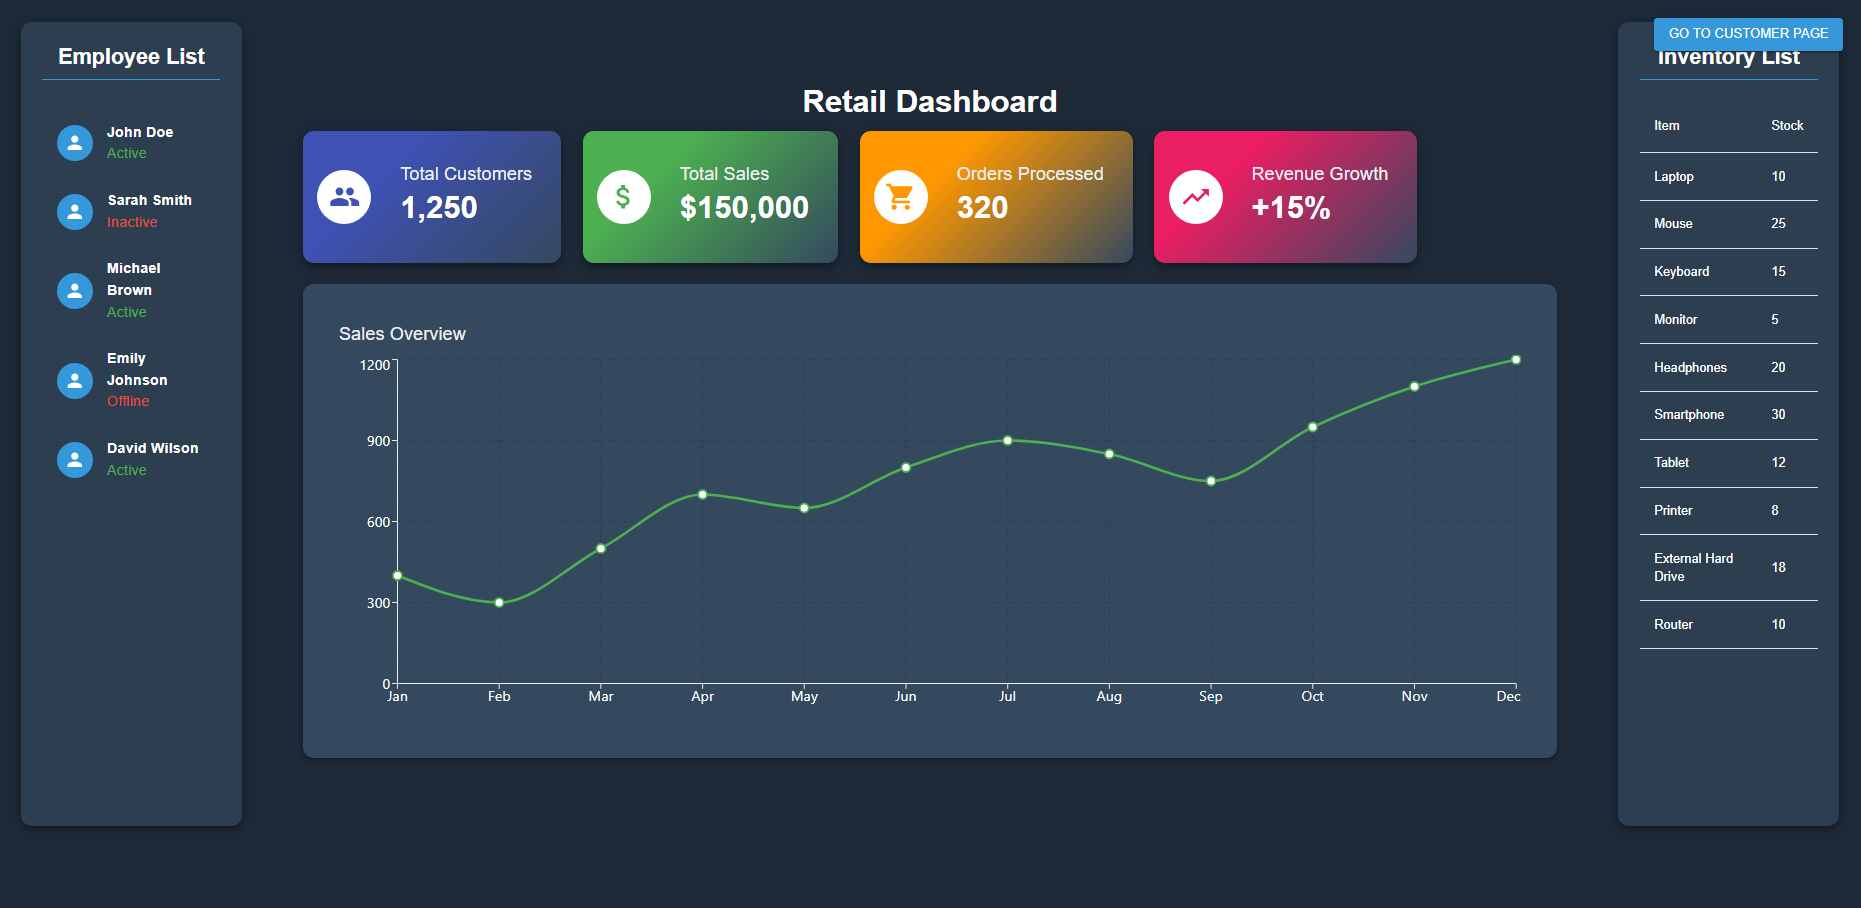 Employee List
John Doe
Active
Sarah Smith
Inactive
Michael
Brown
Active
Emily
Johnson
Offline
David Wilson
Active
Retail Dashboard
Total Customers
1,250
Total Sales
$150,000
Orders Processed
320
Revenue Growth
+15%
Sales Overview
1200
900
600
300
0
Jan Feb Mar Apr May Jun Jul Aug Sep Oct Nov Dec
GO TO CUSTOMER PAGE
Inventory List
Item Stock
Laptop 10
Mouse 25
Keyboard 15
Monitor 5
Headphones 20
Smartphone 30
Tablet 12
Printer 8
External Hard
Drive 18
Router 10